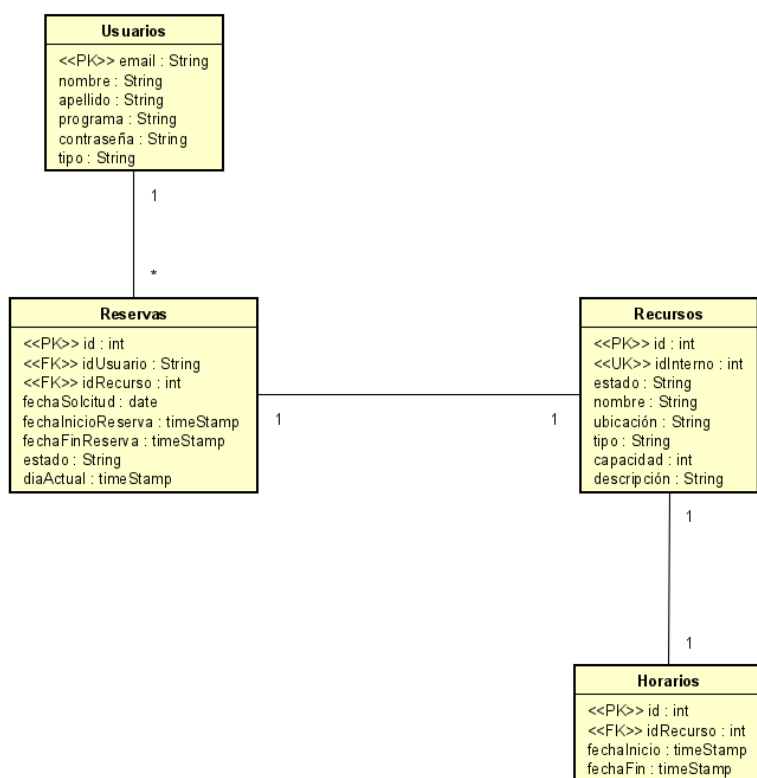 Usuarios
<<PK>> email : String
nombre : String
apellido : String
programa : String
contraseña : String
tipo : String
1
*
Reservas
<<PK>> id : int
<<FK>> idUsuario : String
<<FK>> idRecurso : int
fechaSolcitud : date
fechaInicioReserva : timeStamp
fechaFinReserva : timeStamp
estado : String
diaActual : timeStamp
1
1
Recursos
<<PK>> id : int
<<UK>> idInterno : int
estado : String
nombre : String
ubicación : String
tipo : String
capacidad : int
descripción : String
1
1
Horarios
<<PK>> id : int
<<FK>> idRecurso : int
fechaInicio : timeStamp
fechaFin : timeStamp